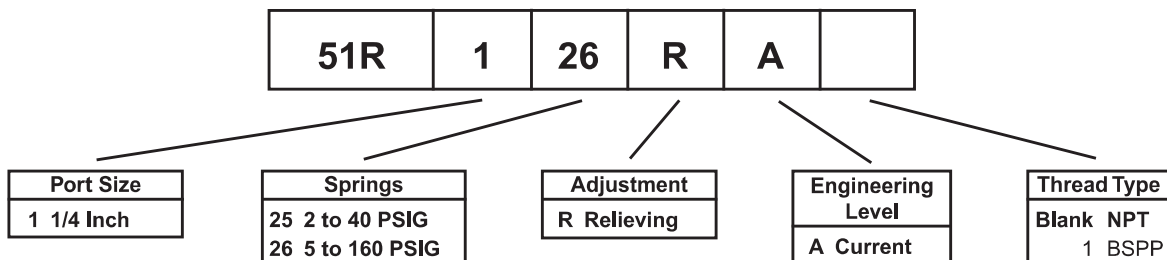 51R 1 26 R A
Port Size
1 1/4 Inch
Springs
25 2 to 40 PSIG
26 5 to 160 PSIG
Adjustment
R Relieving
Engineering
Level
A Current
Thread Type
Blank NPT
1 BSPP